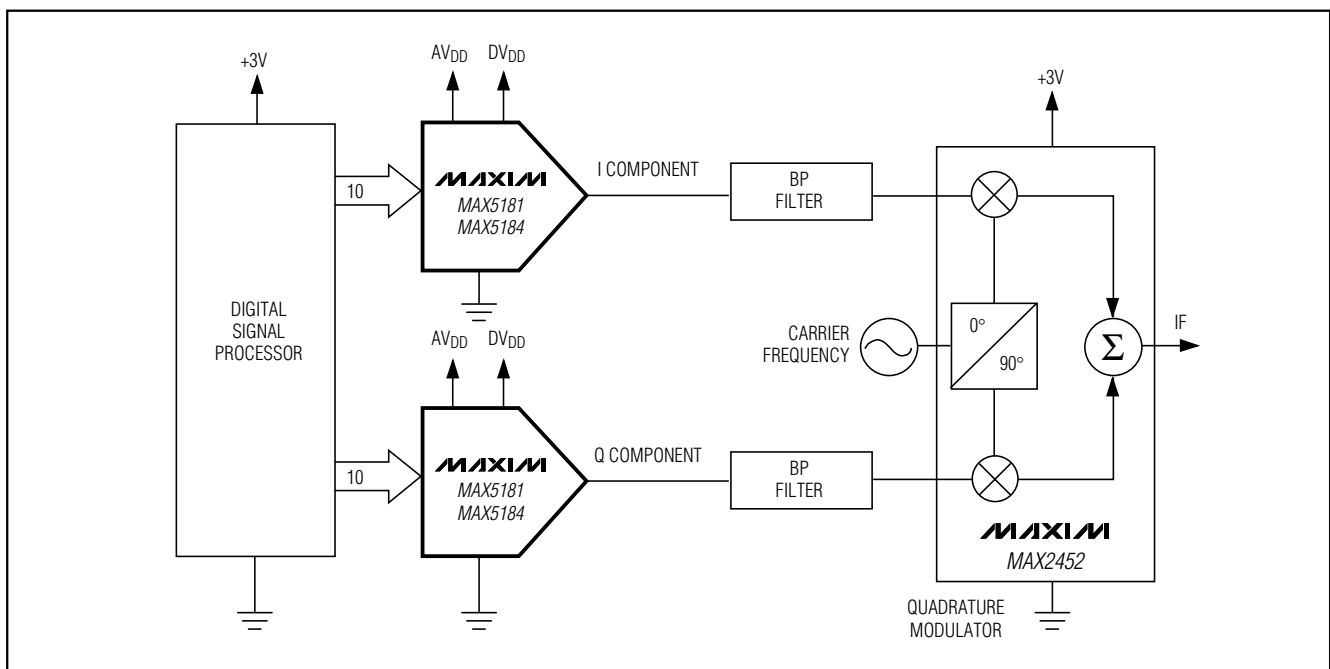 +3V
DIGITAL
SIGNAL
PROCESSOR
10
10
AVDD DVDD
MAXIM
MAX5181
MAX5184
I COMPONENT
BP
FILTER
AVDD DVDD
MAXIM
MAX5181
MAX5184
Q COMPONENT
BP
FILTER
CARRIER
FREQUENCY
+3V
0°
90°
Σ
IF
MAXIM
MAX2452
QUADRATURE
MODULATOR